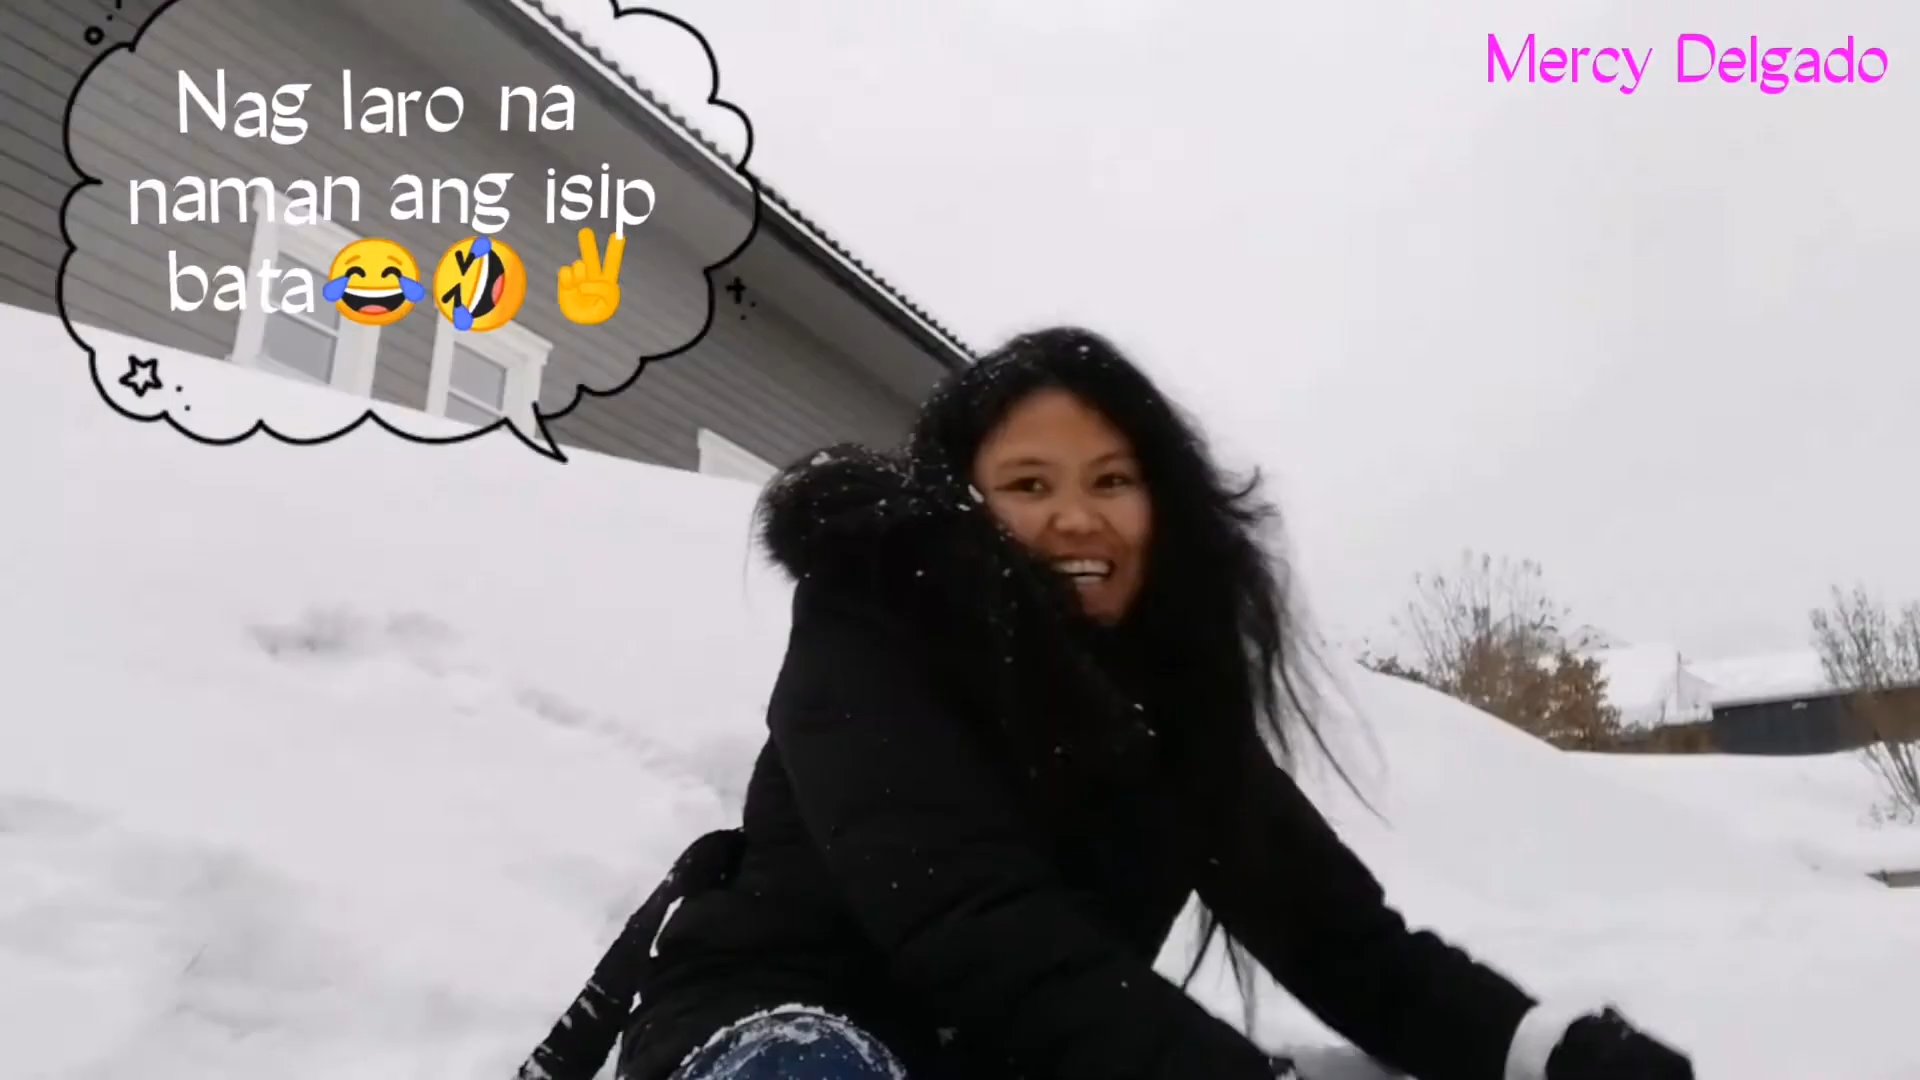 Mercy Delgado
Nag laro na
naman ang isip
bata😂🤣✌️